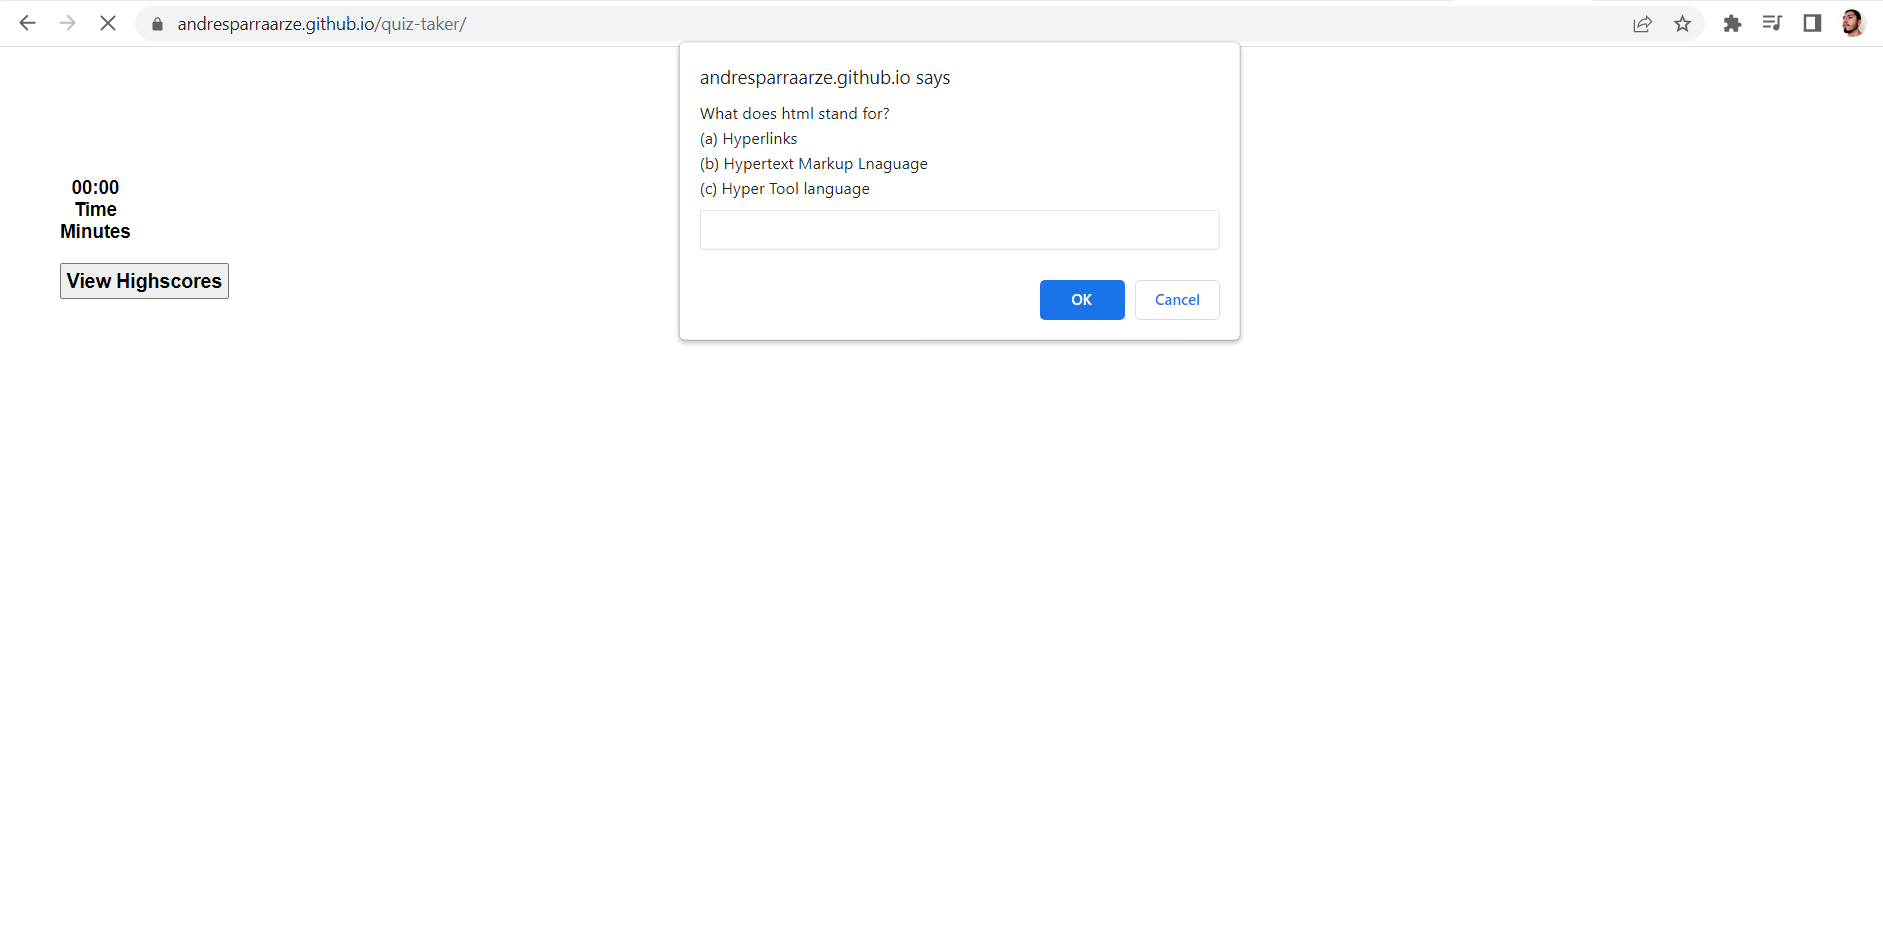 andresparraarze.github.io/quiz-taker/
andresparraarze.github.io says
What does html stand for?
(a) Hyperlinks
(b) Hypertext Markup Lnaguage
(c) Hyper Tool language
OK
Cancel
00:00
Time
Minutes
View Highscores